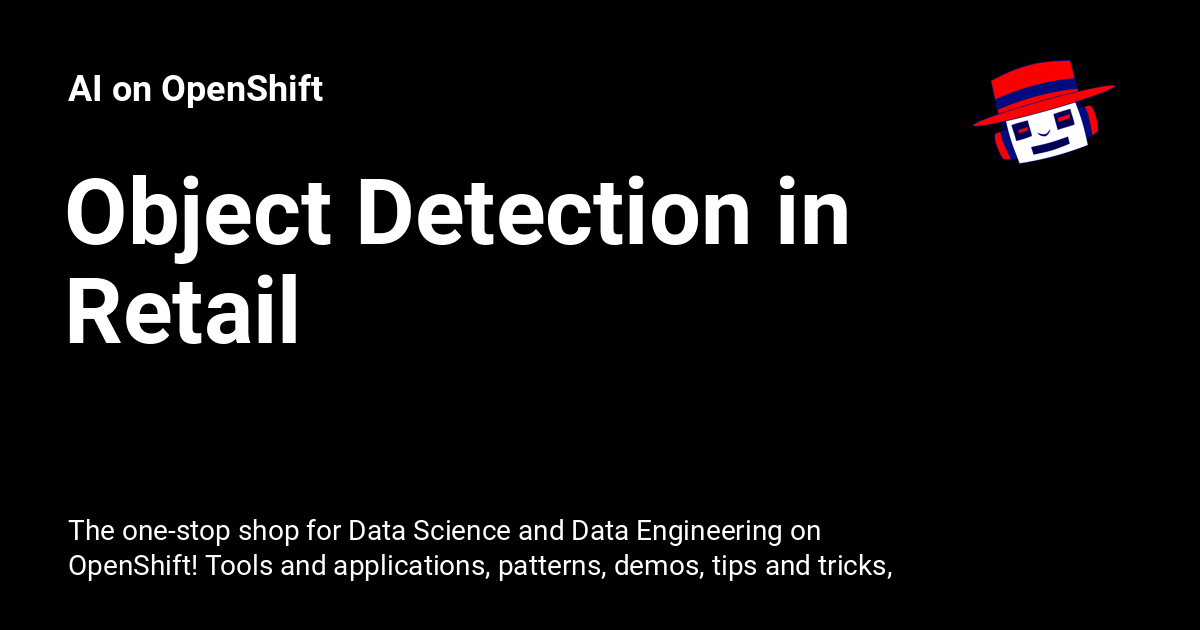 AI on OpenShift
Object Detection in
Retail
The one-stop shop for Data Science and Data Engineering on
OpenShift! Tools and applications, patterns, demos, tips and tricks,